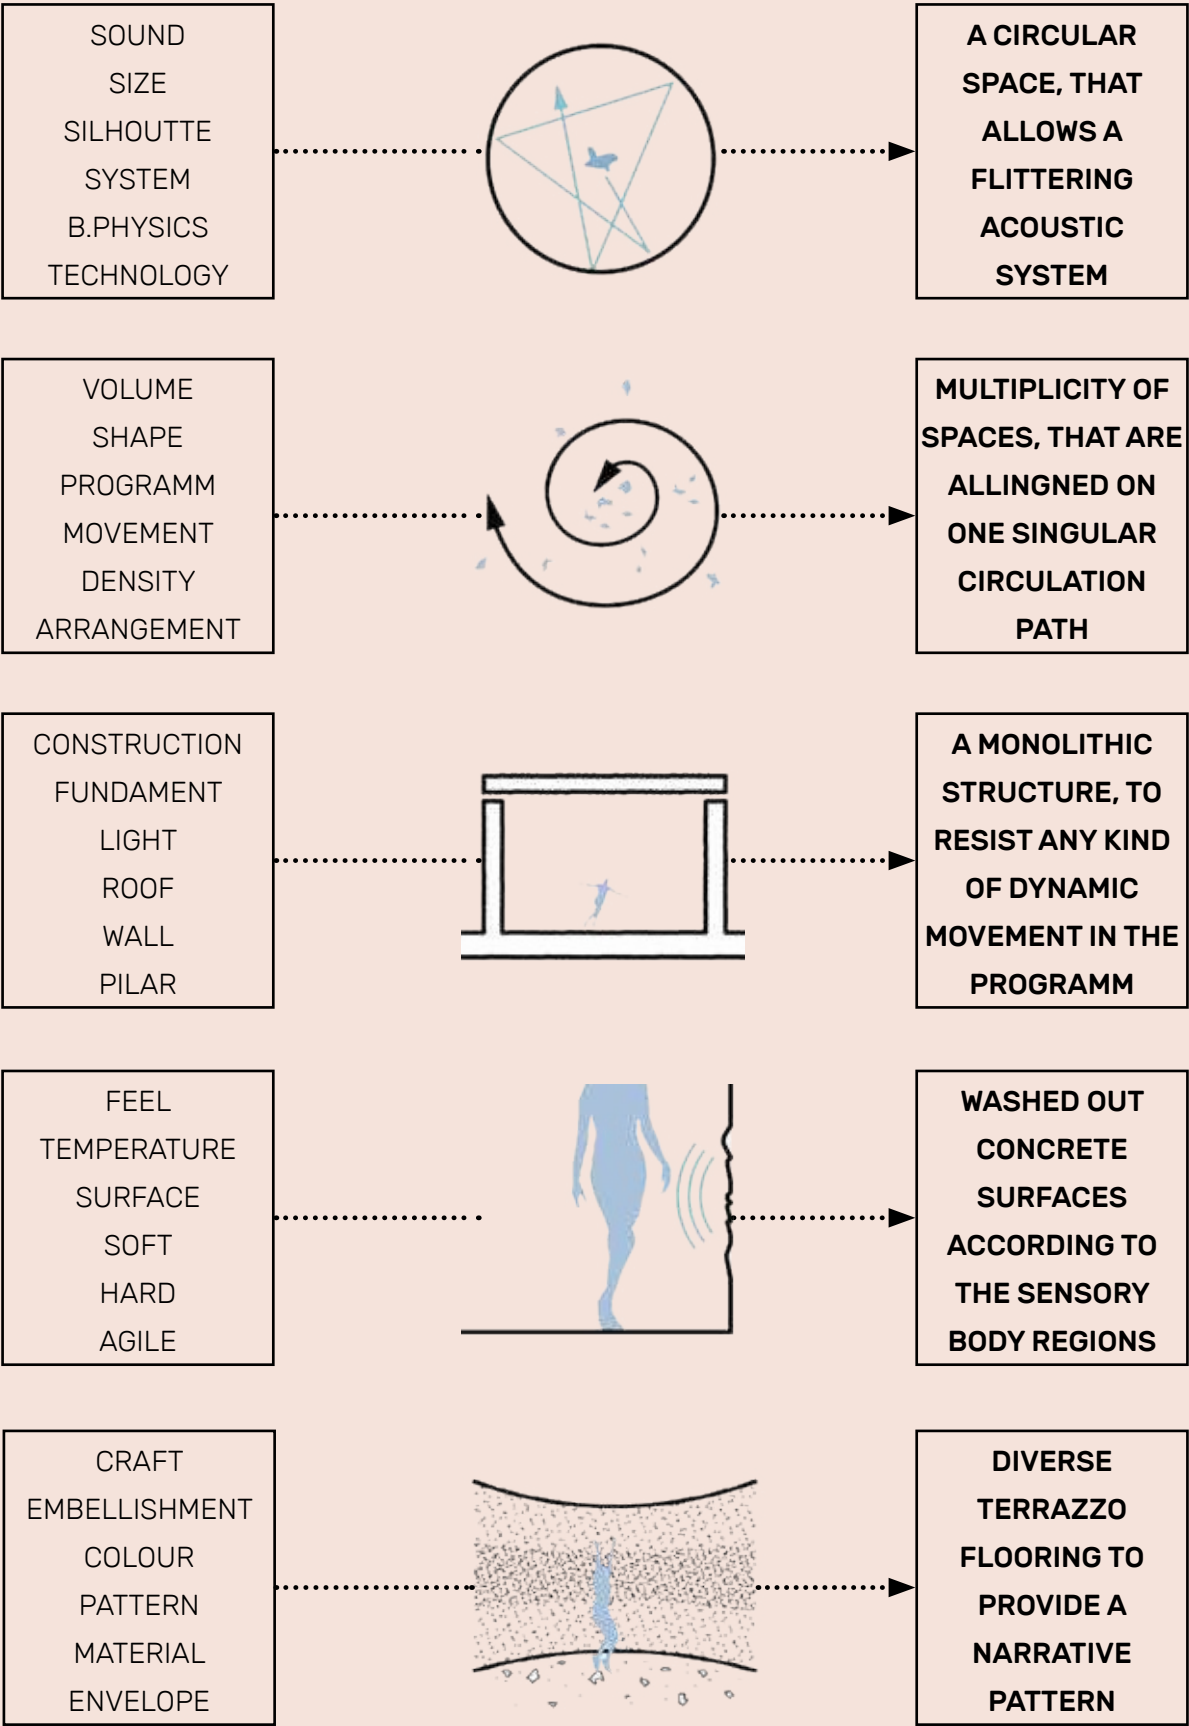 SOUND
SIZE
SILHOUTTE
SYSTEM
B.PHYSICS
TECHNOLOGY
A CIRCULAR
SPACE, THAT
ALLOWS A
FLITTERING
ACOUSTIC
SYSTEM
VOLUME
SHAPE
PROGRAMM
MOVEMENT
DENSITY
ARRANGEMENT
MULTIPLICITY OF
SPACES, THAT ARE
ALLINGNED ON
ONE SINGULAR
CIRCULATION
PATH
CONSTRUCTION
FUNDAMENT
LIGHT
ROOF
WALL
PILAR
A MONOLITHIC
STRUCTURE, TO
RESIST ANY KIND
OF DYNAMIC
MOVEMENT IN THE
PROGRAMM
FEEL
TEMPERATURE
SURFACE
SOFT
HARD
AGILE
WASHED OUT
CONCRETE
SURFACES
ACCORDING TO
THE SENSORY
BODY REGIONS
CRAFT
EMBELLISHMENT
COLOUR
PATTERN
MATERIAL
ENVELOPE
DIVERSE
TERRAZZO
FLOORING TO
PROVIDE A
NARRATIVE
PATTERN